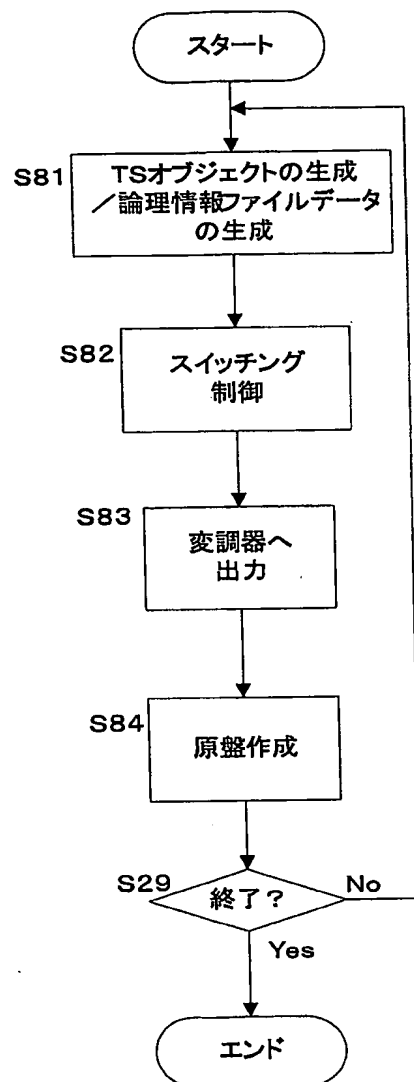 スタート
S81
TSオブジェクトの生成
/論理情報ファイルデータ
の生成
S82
スイッチング
制御
S83
変調器へ
出力
S84
原盤作成
S29
終了?
No
Yes
エンド